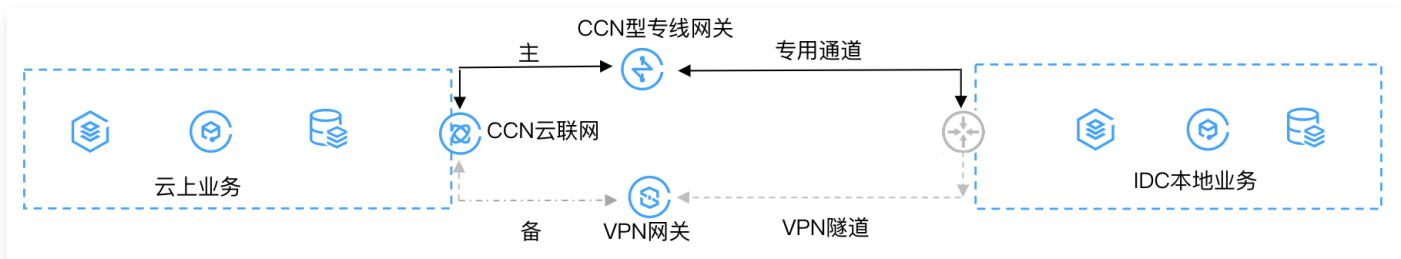 CCN型专线网关
主
专用通道
CCN云联网
云上业务
IDC本地业务
备
VPN网关
VPN隧道